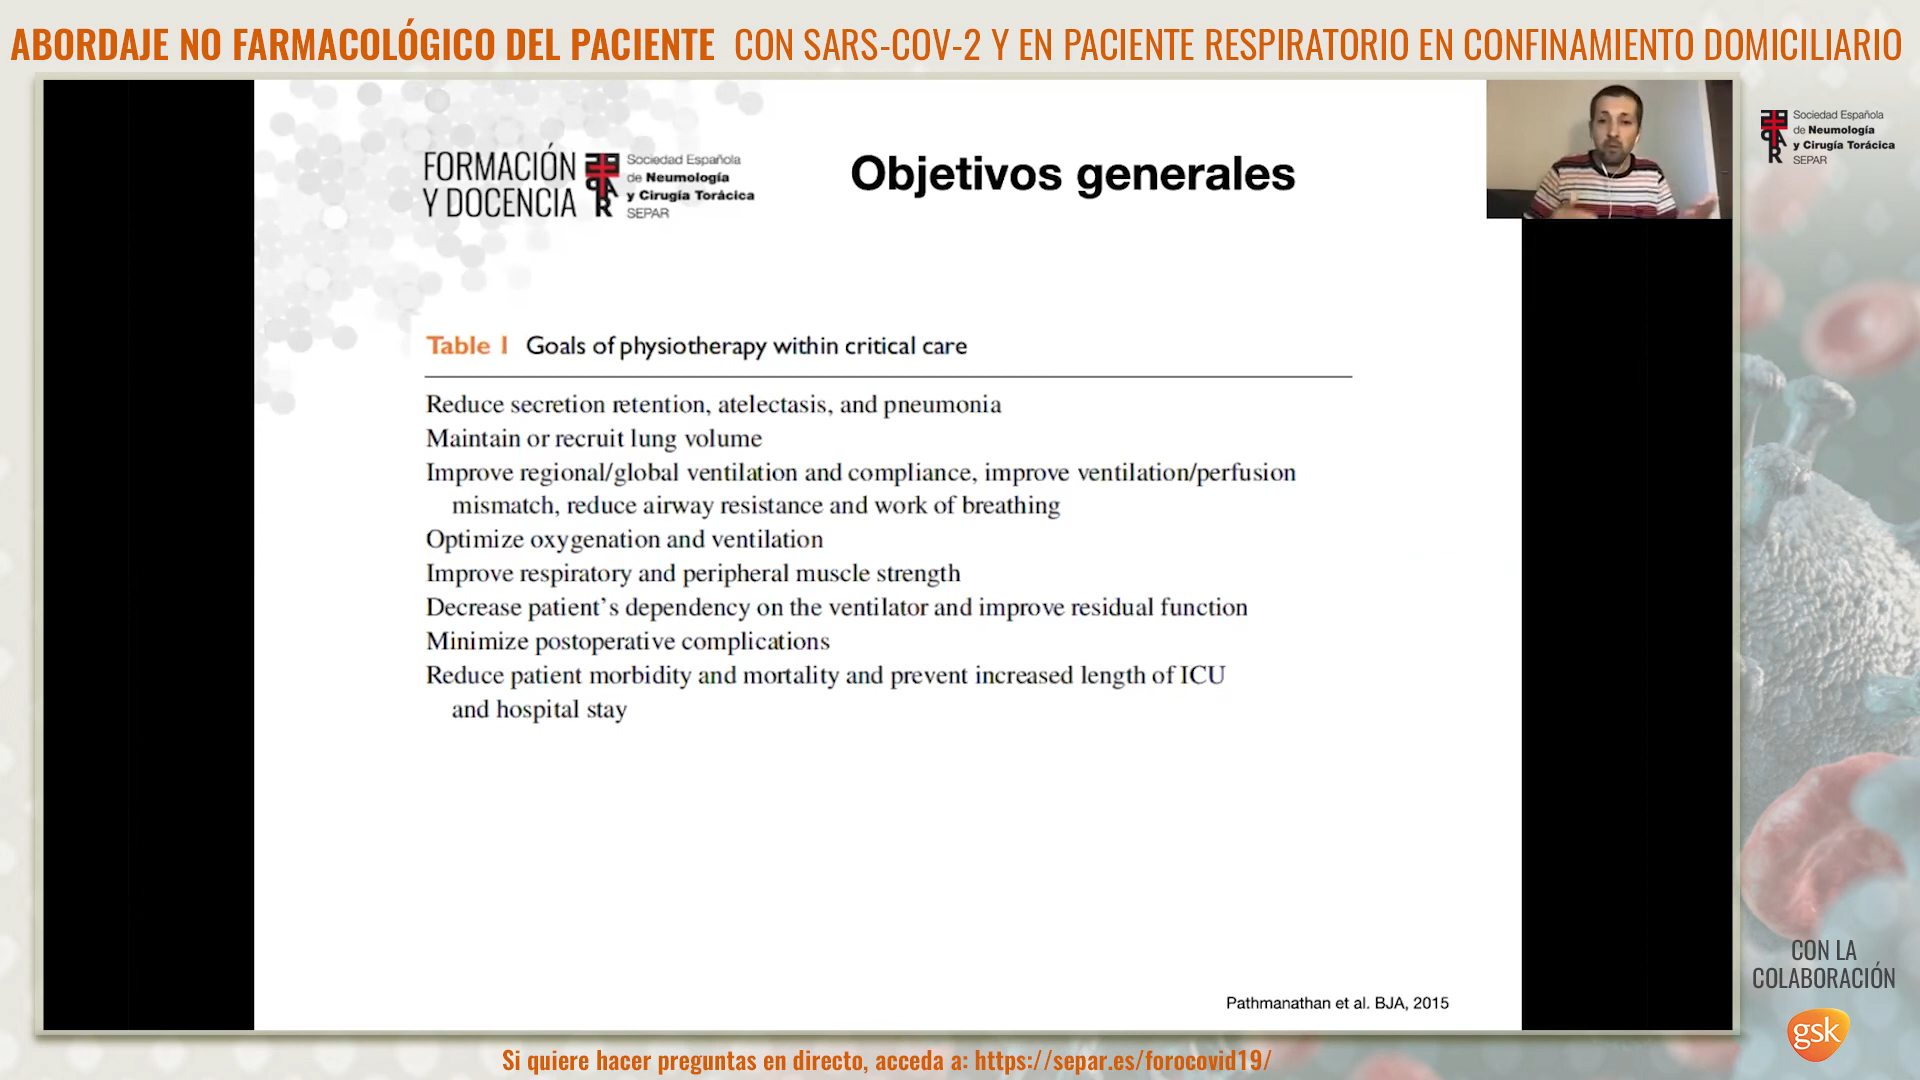 ABORDAJE NO FARMACOLÓGICO DEL PACIENTE CON SARS-COV-2 Y EN PACIENTE RESPIRATORIO EN CONFINAMIENTO DOMICILIARIO
FORMACIÓN
Y DOCENCIA
Sociedad Española
de Neumología
y Cirugía Torácica
SEPAR
Objetivos generales
Sociedad Española
de Neumología
y Cirugía Torácica
SEPAR
Table 1 Goals of physiotherapy within critical care
Reduce secretion retention, atelectasis, and pneumonia
Maintain or recruit lung volume
Improve regional/global ventilation and compliance, improve ventilation/perfusion
mismatch, reduce airway resistance and work of breathing
Optimize oxygenation and ventilation
Improve respiratory and peripheral muscle strength
Decrease patient's dependency on the ventilator and improve residual function
Minimize postoperative complications
Reduce patient morbidity and mortality and prevent increased length of ICU
and hospital stay
Pathmanathan et al. BJA, 2015
CON LA
COLABORACIÓN
gsk
Si quiere hacer preguntas en directo, acceda a: https://separ.es/forocovid19/